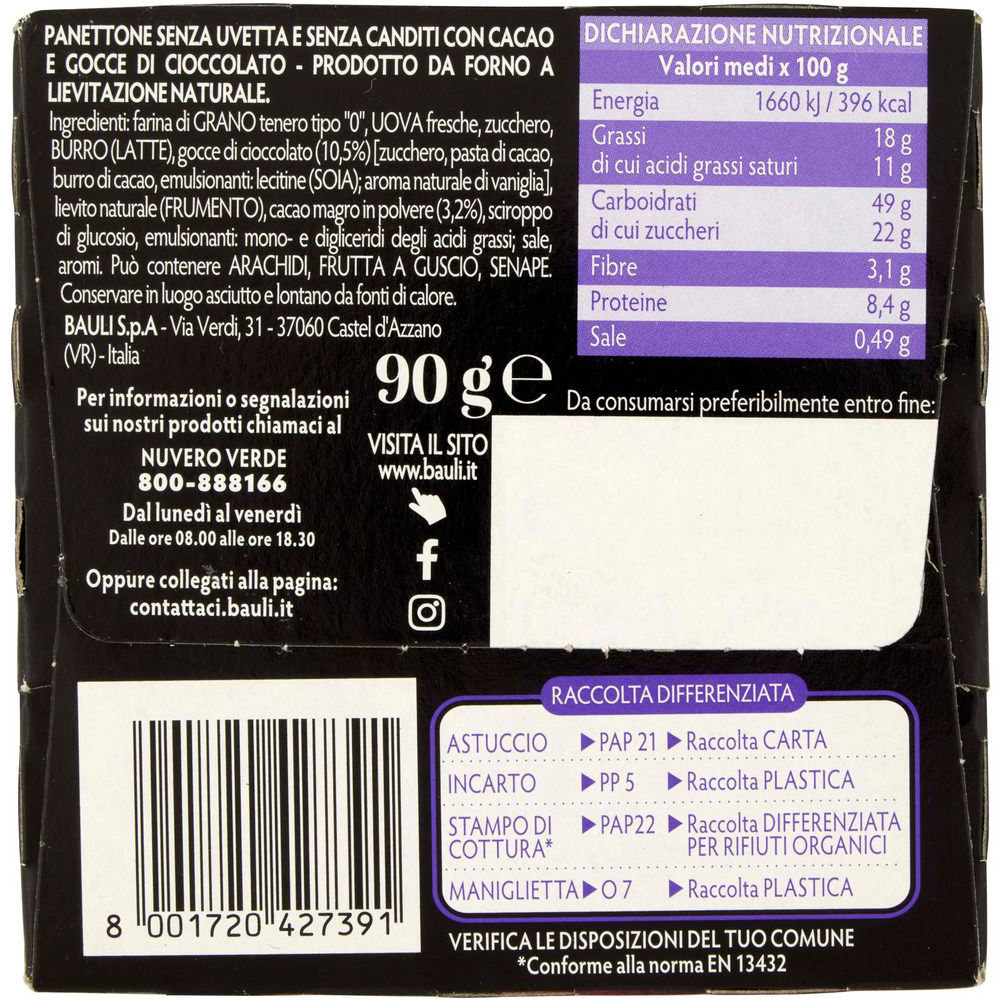 PANETTONE SENZA UVETTA E SENZA CANDITI CON CACAO
E GOCCE DI CIOCCOLATO - PRODOTTO DA FORNO A
LIEVITAZIONE NATURALE.
Ingredienti: farina di GRANO tenero tipo "0", UOVA fresche, zucchero,
BURRO (LATTE), gocce di cioccolato (10,5%) [zucchero, pasta di cacao,
burro di cacao, emulsionanti: lecitine (SOIA); aroma naturale di vaniglia],
lievito naturale (FRUMENTO), cacao magro in polvere (3,2%), sciroppo
di glucosio, emulsionanti: mono- e digliceridi degli acidi grassi; sale,
aromi. Può contenere ARACHIDI, FRUTTA A GUSCIO, SENAPE.
Conservare in luogo asciutto e lontano da fonti di calore.
BAULI S.p.A - Via Verdi, 31 - 37060 Castel d'Azzano
(VR) - Italia
90 g e
Per informazioni o segnalazioni
sui nostri prodotti chiamaci al
NUVERO VERDE
800-888166
Dal lunedì al venerdì
Dalle ore 08.00 alle ore 18.30
Oppure collegati alla pagina:
contattaci.bauli.it
VISITA IL SITO
www.bauli.it
DICHIARAZIONE NUTRIZIONALE
Valori medi x 100 g
Energia 1660 kJ / 396 kcal
Grassi 18 g
di cui acidi grassi saturi 11 g
Carboidrati 49 g
di cui zuccheri 22 g
Fibre 3,1 g
Proteine 8,4 g
Sale 0,49 g
Da consumarsi preferibilmente entro fine:
8 001720 427391
RACCOLTA DIFFERENZIATA
ASTUCCIO ▶ PAP 21 ▶ Raccolta CARTA
INCARTO ▶ PP 5 ▶ Raccolta PLASTICA
STAMPO DI ▶ PAP22 ▶ Raccolta DIFFERENZIATA
COTTURA* PER RIFIUTI ORGANICI
MANIGLIETTA ▶ O 7 ▶ Raccolta PLASTICA
VERIFICA LE DISPOSIZIONI DEL TUO COMUNE
*Conforme alla norma EN 13432